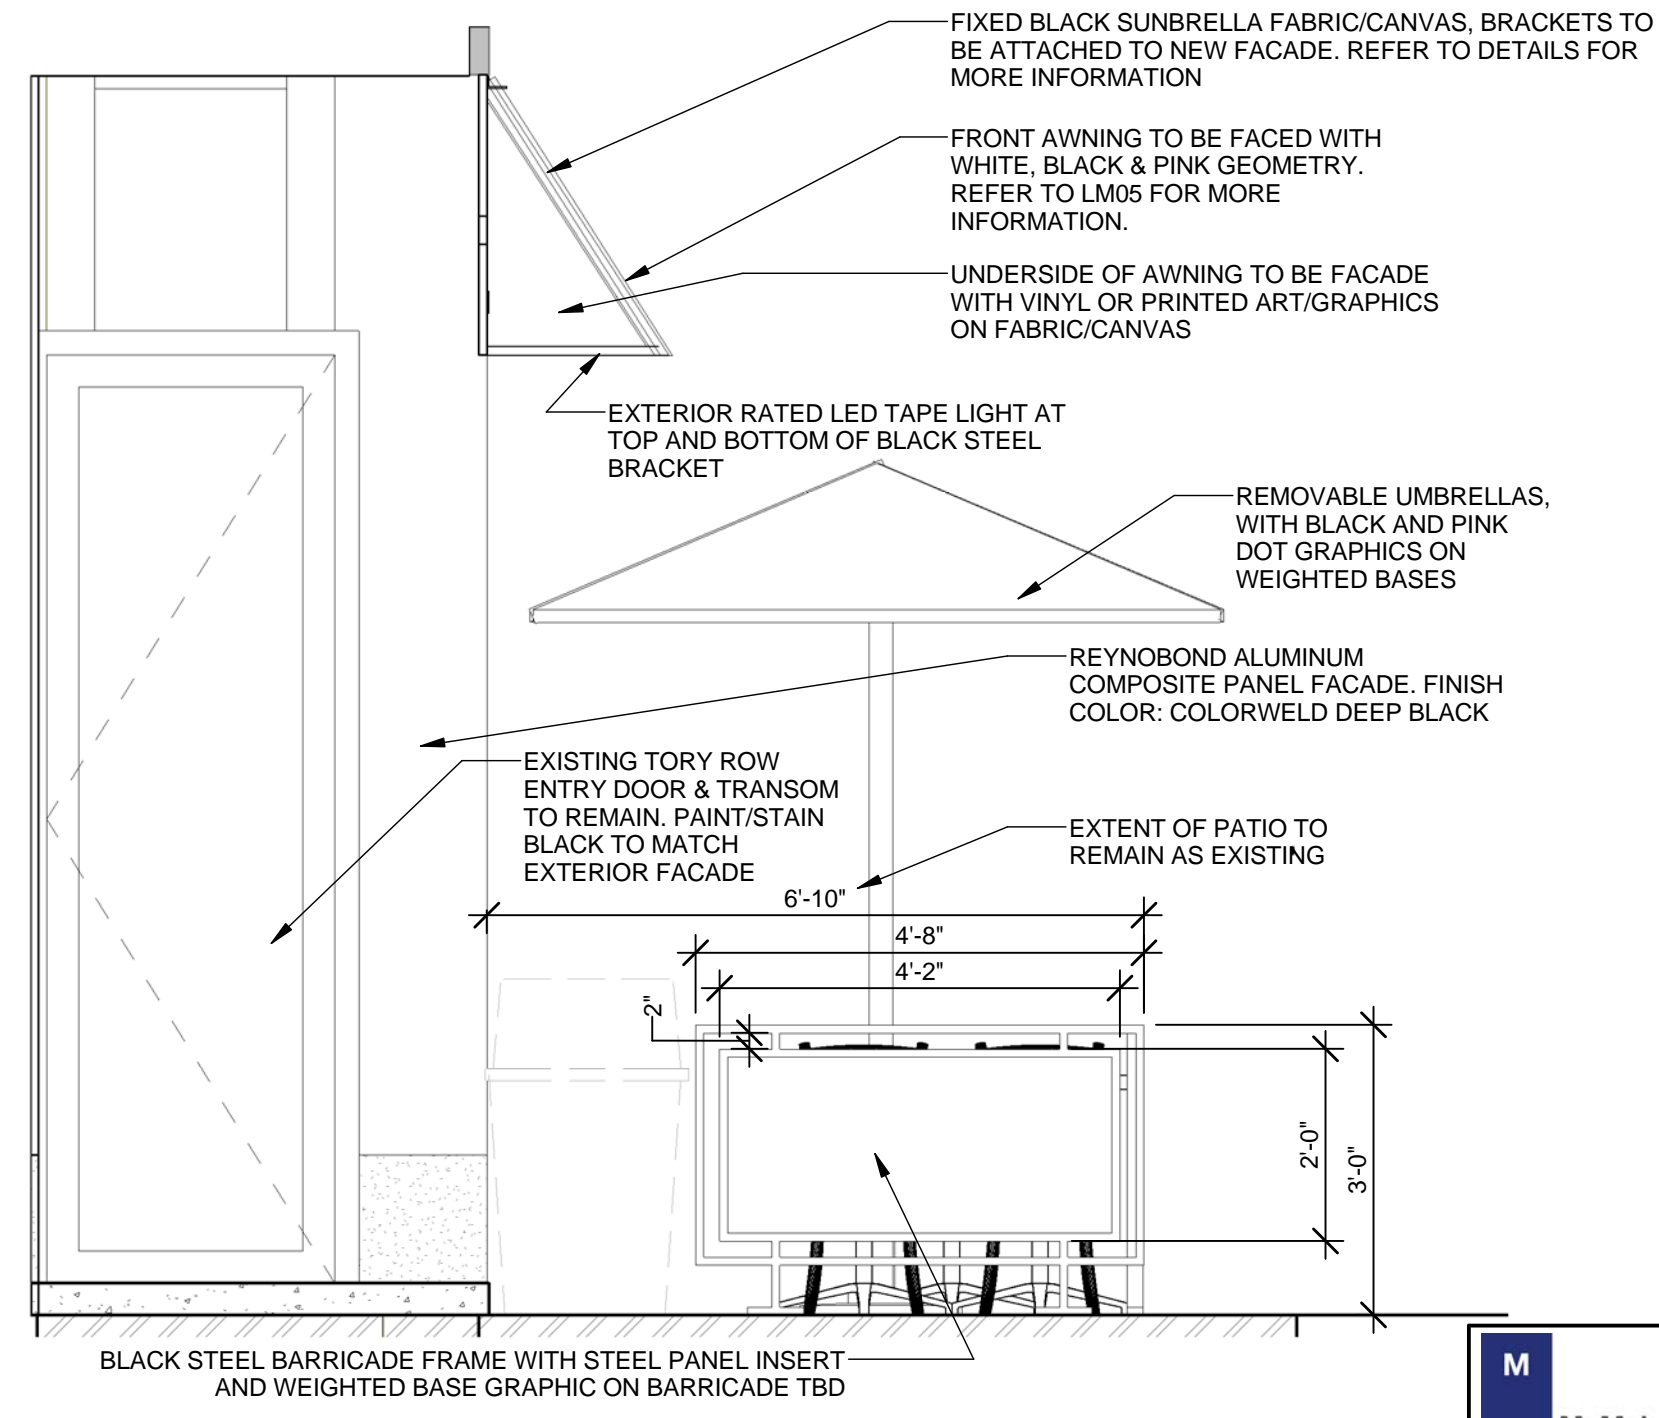 FIXED BLACK SUNBRELLA FABRIC/CANVAS, BRACKETS TO
BE ATTACHED TO NEW FACADE. REFER TO DETAILS FOR
MORE INFORMATION
FRONT AWNING TO BE FACED WITH
WHITE, BLACK & PINK GEOMETRY.
REFER TO LM05 FOR MORE
INFORMATION.
UNDERSIDE OF AWNING TO BE FACADE
WITH VINYL OR PRINTED ART/GRAPHICS
ON FABRIC/CANVAS
EXTERIOR RATED LED TAPE LIGHT AT
TOP AND BOTTOM OF BLACK STEEL
BRACKET
REMOVABLE UMBRELLAS,
WITH BLACK AND PINK
DOT GRAPHICS ON
WEIGHTED BASES
REYNOBOND ALUMINUM
COMPOSITE PANEL FACADE. FINISH
COLOR: COLORWELD DEEP BLACK
EXISTING TORY ROW
ENTRY DOOR & TRANSOM
TO REMAIN. PAINT/STAIN
BLACK TO MATCH
EXTERIOR FACADE
EXTENT OF PATIO TO
REMAIN AS EXISTING
6'-10"
4'-8"
4'-2"
2"
2'-0"
3'-0"
BLACK STEEL BARRICADE FRAME WITH STEEL PANEL INSERT
AND WEIGHTED BASE GRAPHIC ON BARRICADE TBD
M